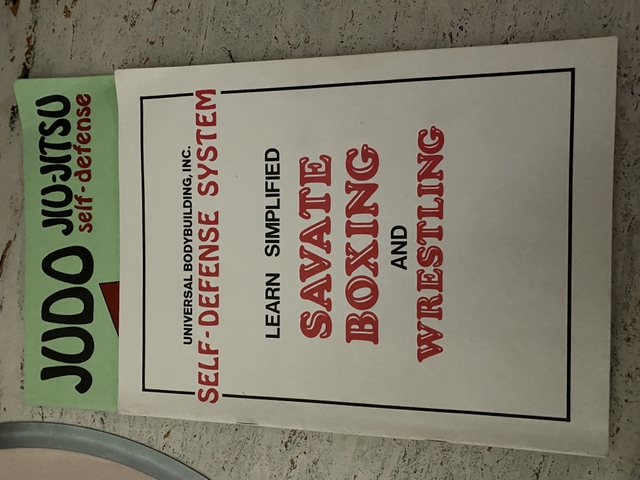 JUDO JIU-JITSU
self-defense
UNIVERSAL BODYBUILDING, INC.
SELF-DEFENSE SYSTEM
LEARN SIMPLIFIED
SAVATE
BOXING
AND
WRESTLING